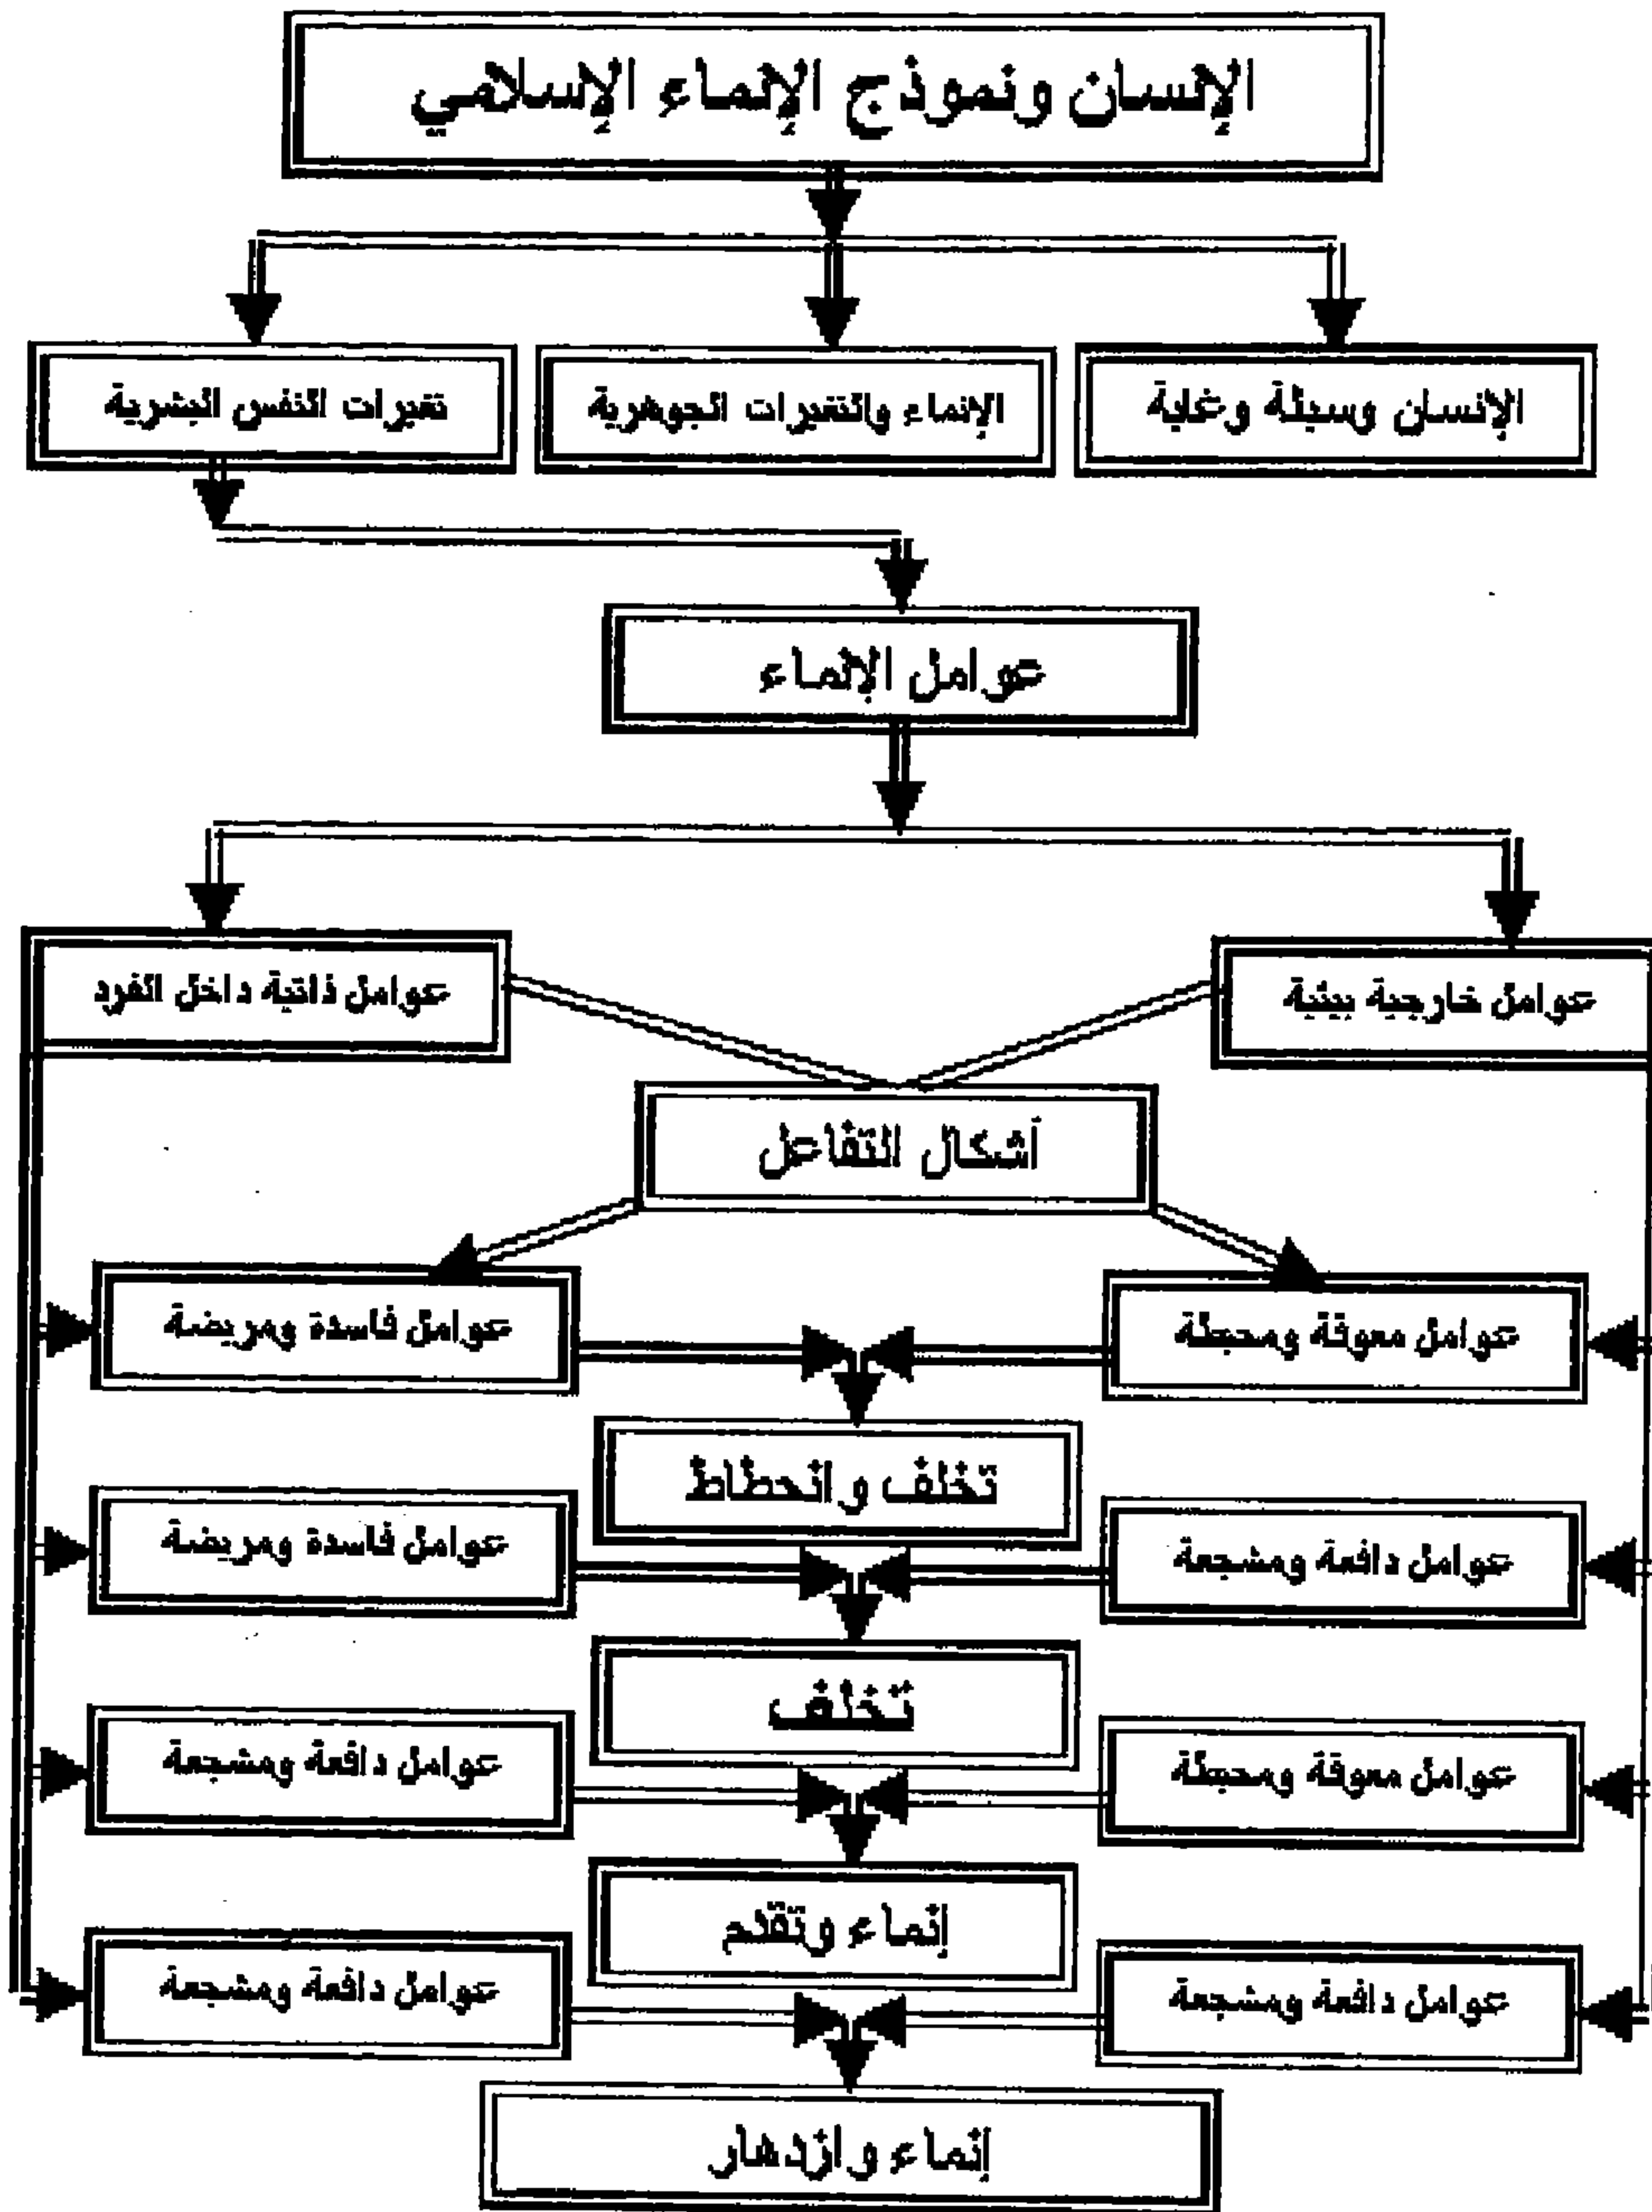 الإنسان ونموذج الإنماء الإسلامي
الإنسان وسيلة وغاية
الإنماء والتغيرات الجوهرية
تغيرات النفس البشرية
عوامل الإنماء
عوامل خارجية بيئية
عوامل ذاتية داخل الفرد
أشكال التفاعل
عوامل معوقة ومحبطة
عوامل فاسدة ومريضة
تخلف وانحطاط
عوامل دافعة ومشجعة
عوامل فاسدة ومريضة
تخلف
عوامل معوقة ومحبطة
عوامل دافعة ومشجعة
إنماء وتقدم
عوامل دافعة ومشجعة
عوامل دافعة ومشجعة
إنماء وازدهار